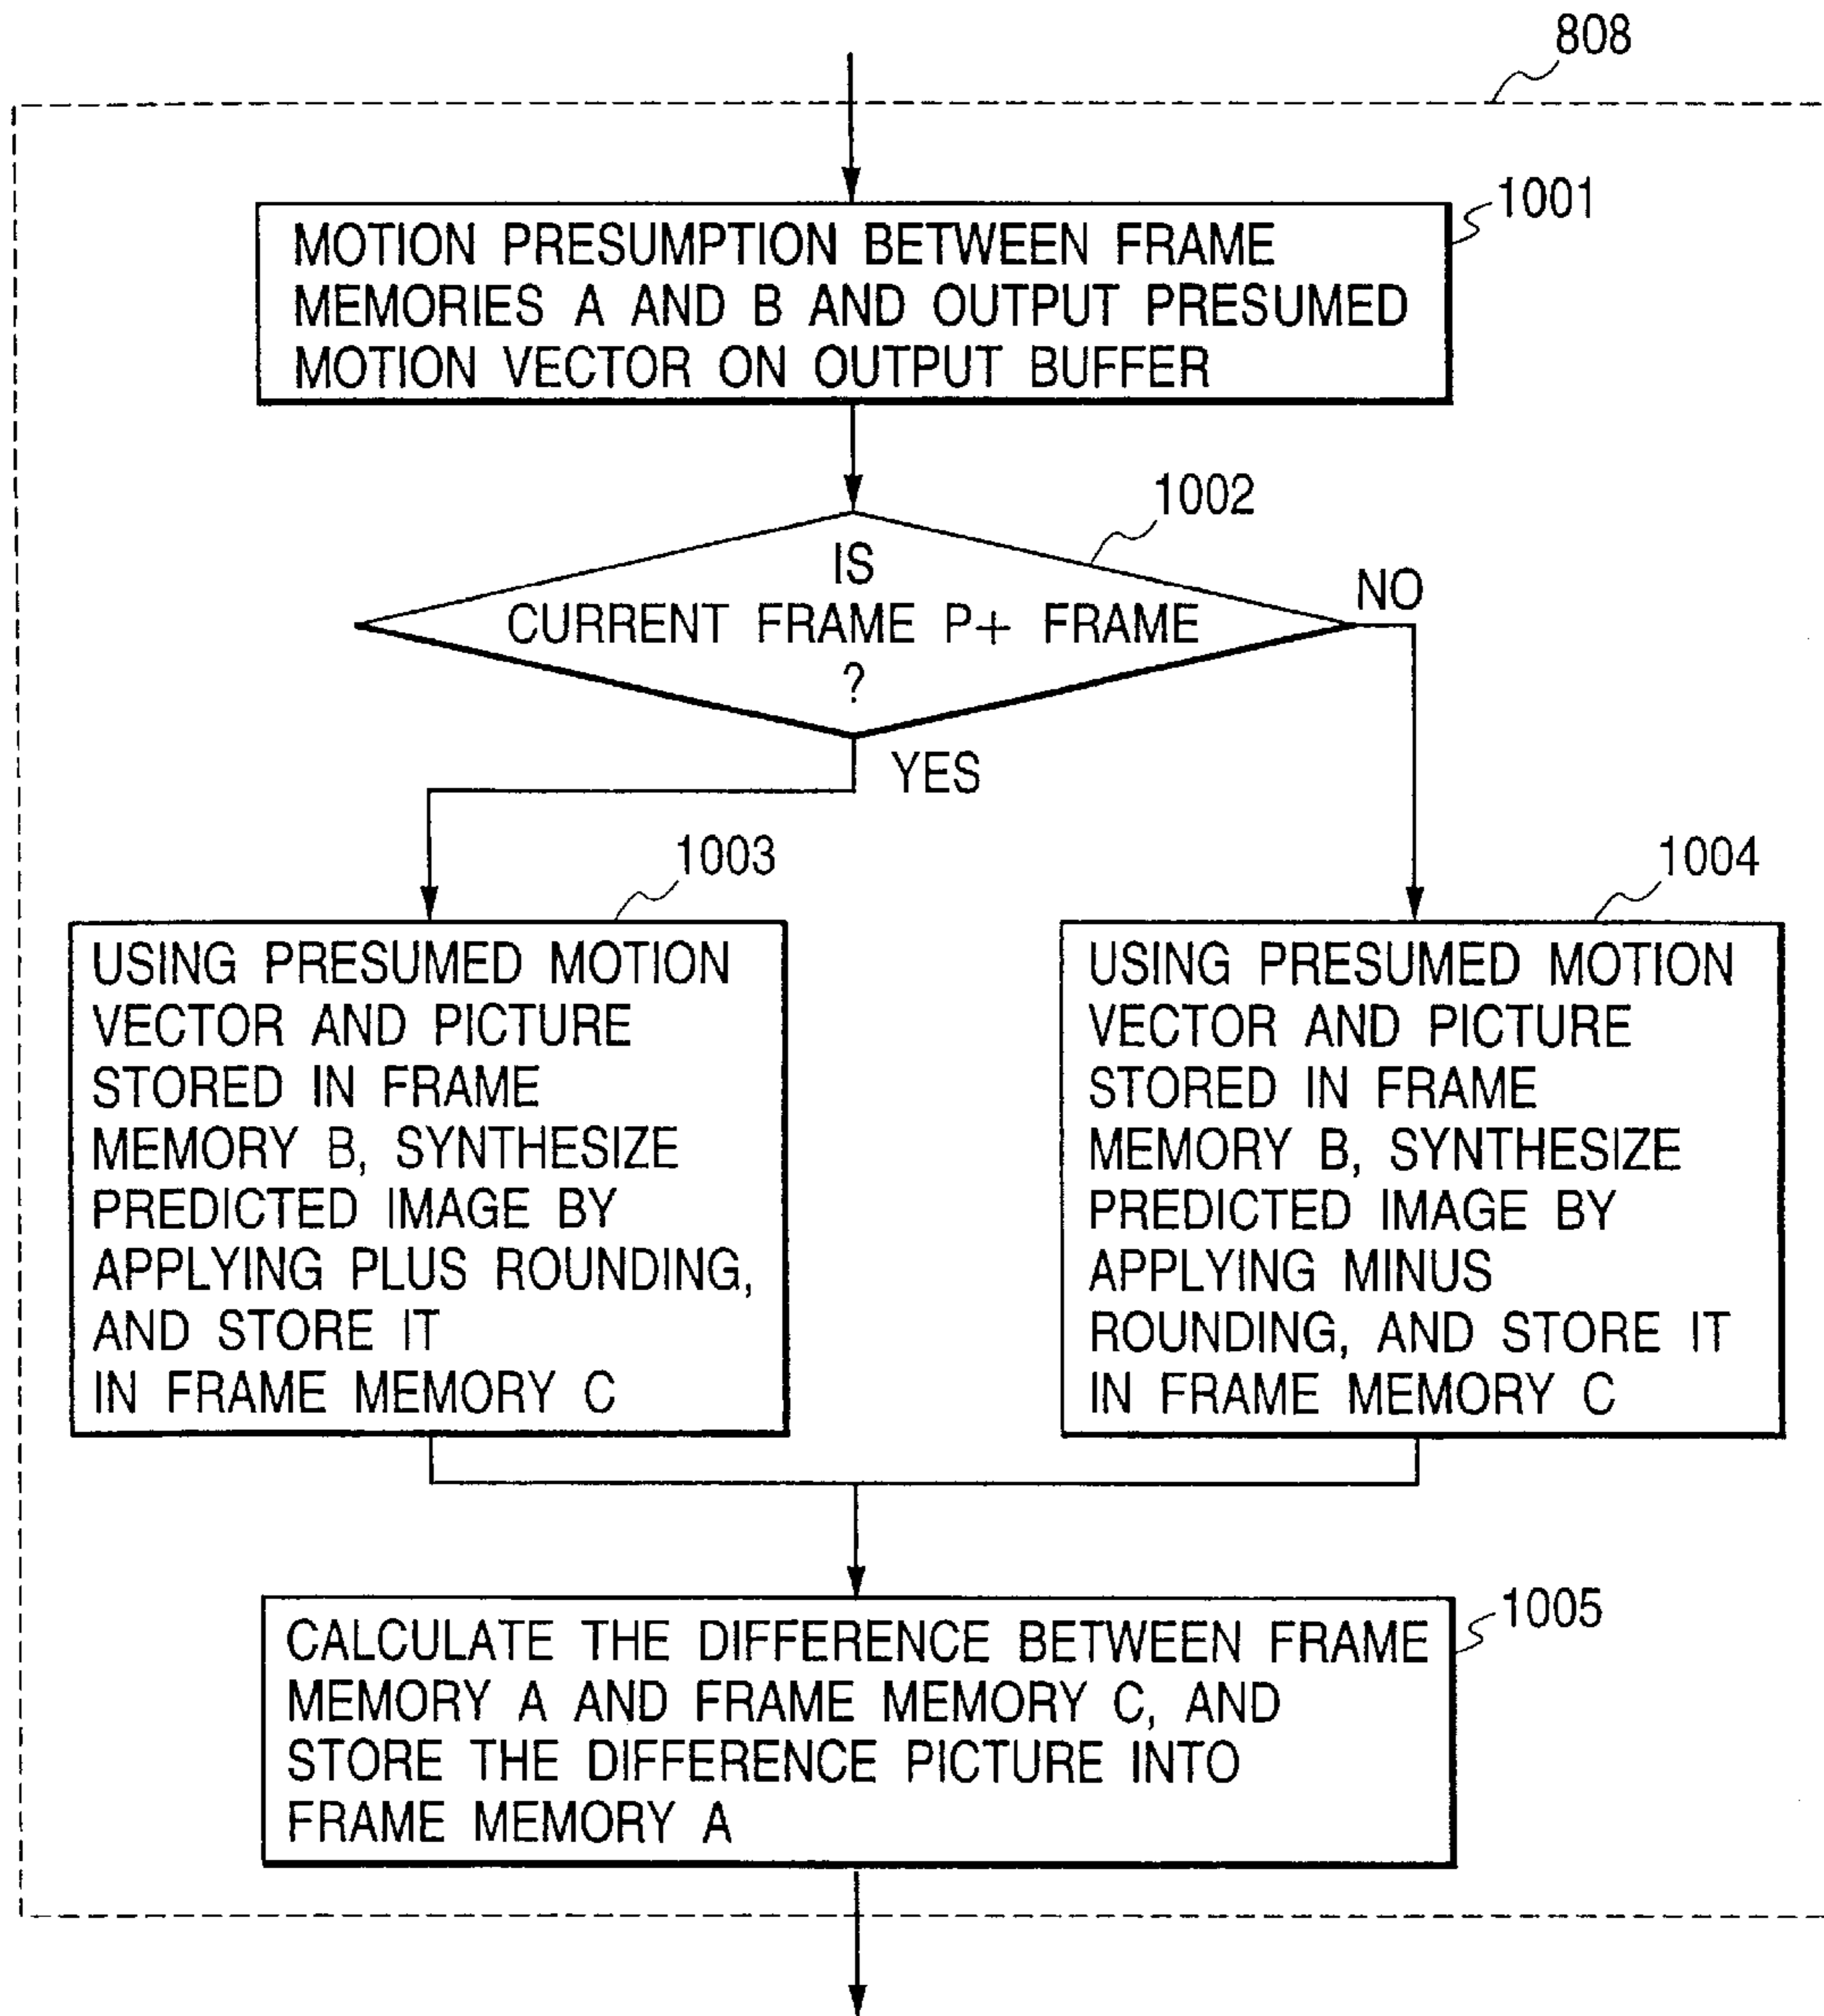 808
1001
MOTION PRESUMPTION BETWEEN FRAME
MEMORIES A AND B AND OUTPUT PRESUMED
MOTION VECTOR ON OUTPUT BUFFER
1002
IS
CURRENT FRAME P+ FRAME
?
NO
YES
1003
USING PRESUMED MOTION
VECTOR AND PICTURE
STORED IN FRAME
MEMORY B, SYNTHESIZE
PREDICTED IMAGE BY
APPLYING PLUS ROUNDING,
AND STORE IT
IN FRAME MEMORY C
1004
USING PRESUMED MOTION
VECTOR AND PICTURE
STORED IN FRAME
MEMORY B, SYNTHESIZE
PREDICTED IMAGE BY
APPLYING MINUS
ROUNDING, AND STORE IT
IN FRAME MEMORY C
1005
CALCULATE THE DIFFERENCE BETWEEN FRAME
MEMORY A AND FRAME MEMORY C, AND
STORE THE DIFFERENCE PICTURE INTO
FRAME MEMORY A